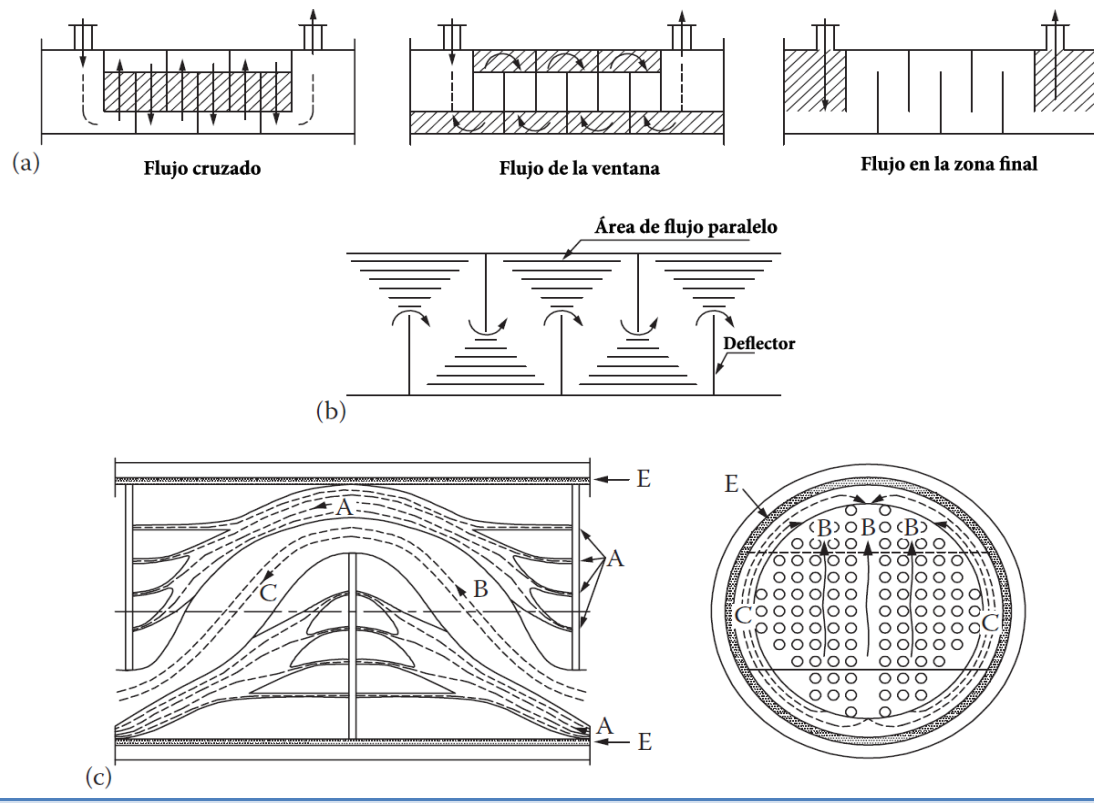 (a)
Flujo cruzado
Flujo de la ventana
Flujo en la zona final
Área de flujo paralelo
Deflector
(b)
E
A
A
C
B
A
E
(c)
E
B B B
C C